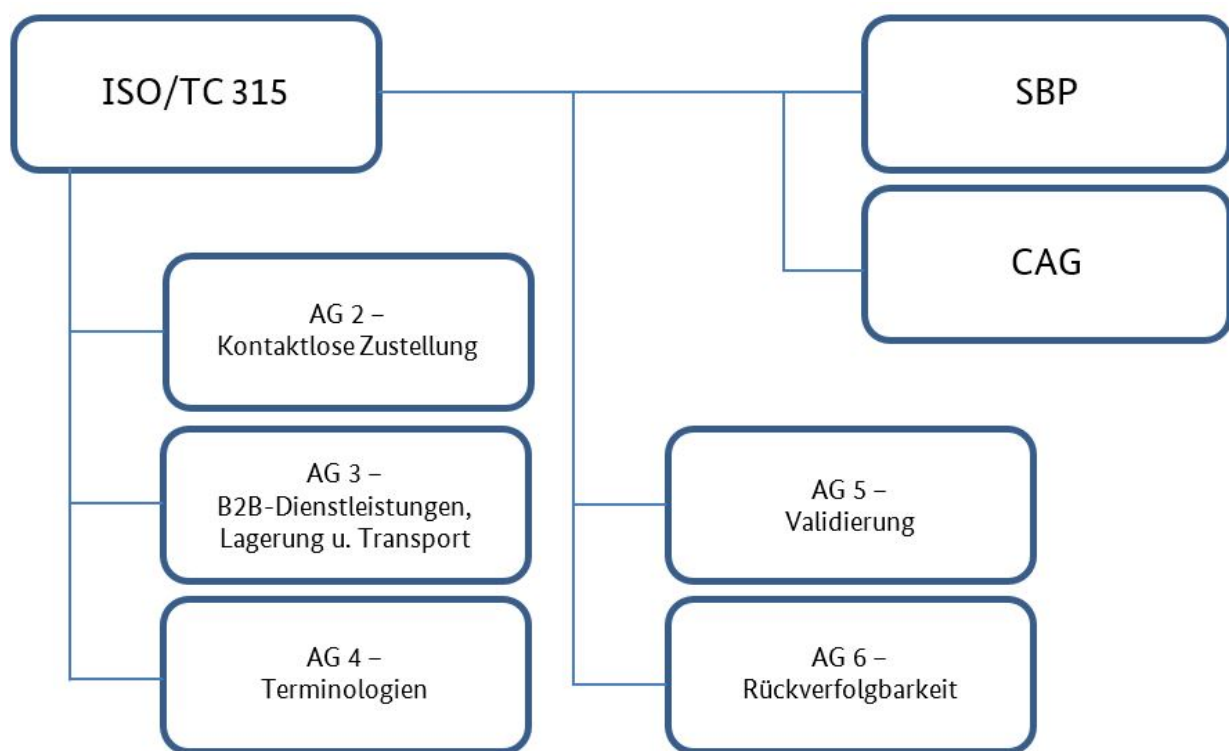 ISO/TC 315
SBP
CAG
AG 2 –
Kontaktlose Zustellung
AG 3 –
B2B-Dienstleistungen,
Lagerung u. Transport
AG 4 –
Terminologien
AG 5 –
Validierung
AG 6 –
Rückverfolgbarkeit